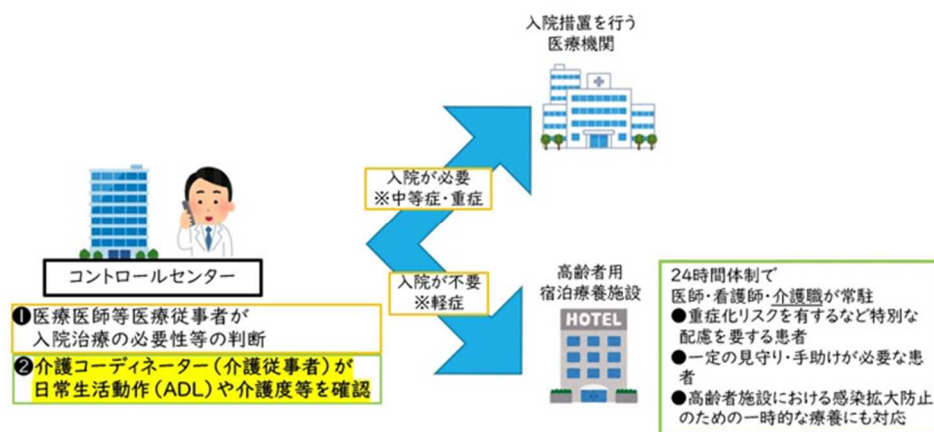 入院措置を行う
医療機関
入院が必要
※中等症・重症
コントロールセンター
❶医療医師等医療従事者が
入院治療の必要性等の判断
❷介護コーディネーター(介護従事者)が
日常生活動作(ADL)や介護度等を確認
入院が不要
※軽症
高齢者用
宿泊療養施設
HOTEL
24時間体制で
医師・看護師・介護職が常駐
●重症化リスクを有するなど特別な
配慮を要する患者
●一定の見守り・手助けが必要な患
者
●高齢者施設における感染拡大防止
のための一時的な療養にも対応